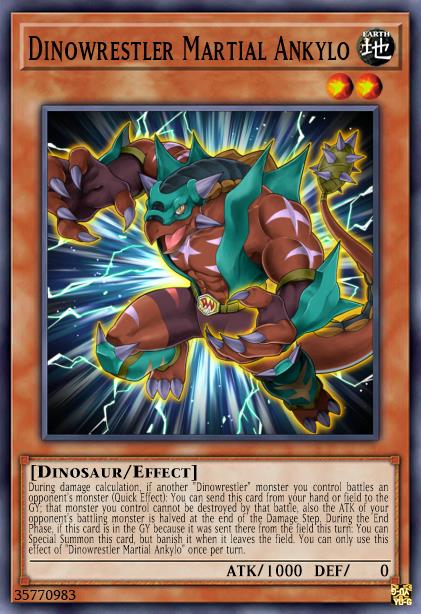 Dinowrestler Martial Ankylo
EARTH
地
[Dinosaur/Effect]
During damage calculation, if another "Dinowrestler" monster you control battles an
opponent's monster (Quick Effect): You can send this card from your hand or field to the
GY; that monster you control cannot be destroyed by that battle, also the ATK of your
opponent's battling monster is halved at the end of the Damage Step. During the End
Phase, if this card is in the GY because it was sent there from the field this turn: You can
Special Summon this card, but banish it when it leaves the field. You can only use this
effect of "Dinowrestler Martial Ankylo" once per turn.
ATK/1000 DEF/ 0
35770983